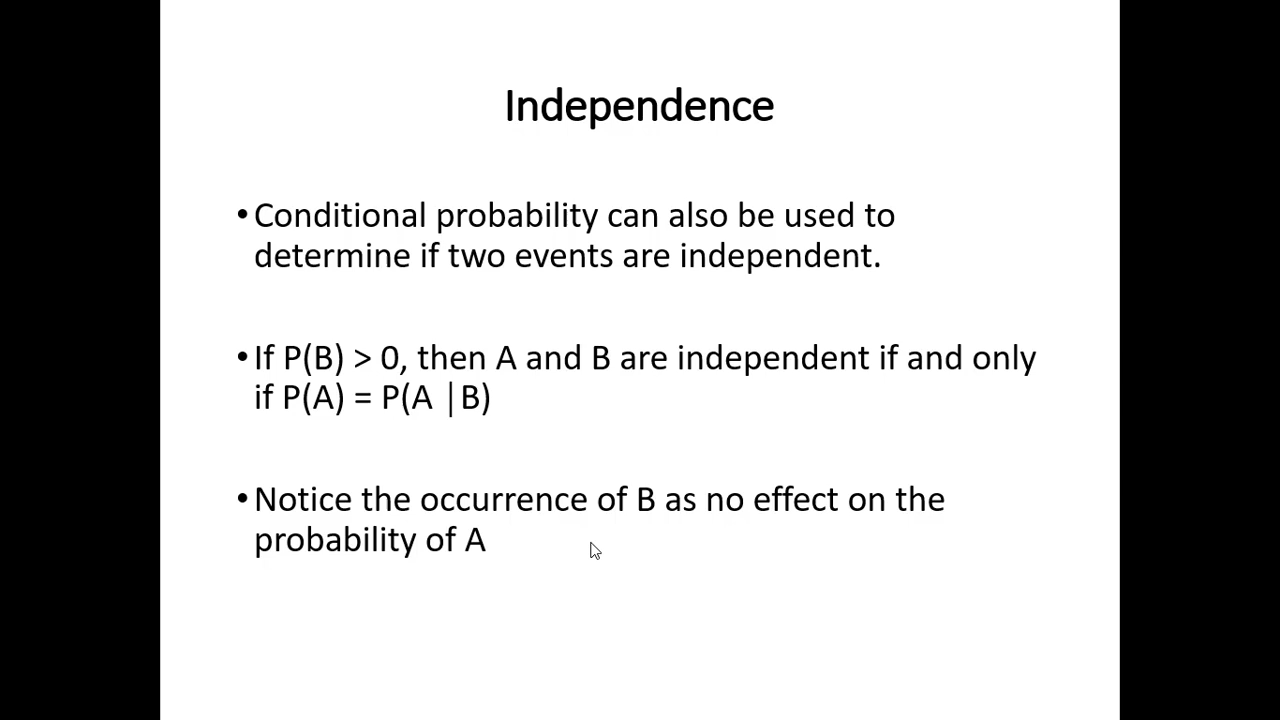 Independence
•Conditional probability can also be used to
determine if two events are independent.
•If P(B) > 0, then A and B are independent if and only
if P(A) = P(A │B)
•Notice the occurrence of B as no effect on the
probability of A